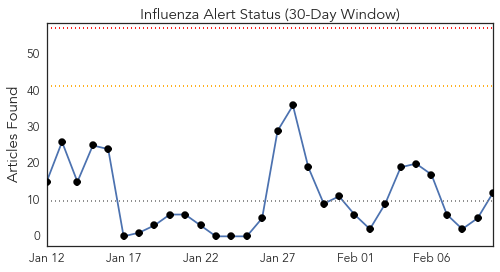 Influenza Alert Status (30-Day Window)
Articles Found
50
40
30
20
10
0
Jan 12 Jan 17 Jan 22 Jan 27 Feb 01 Feb 06